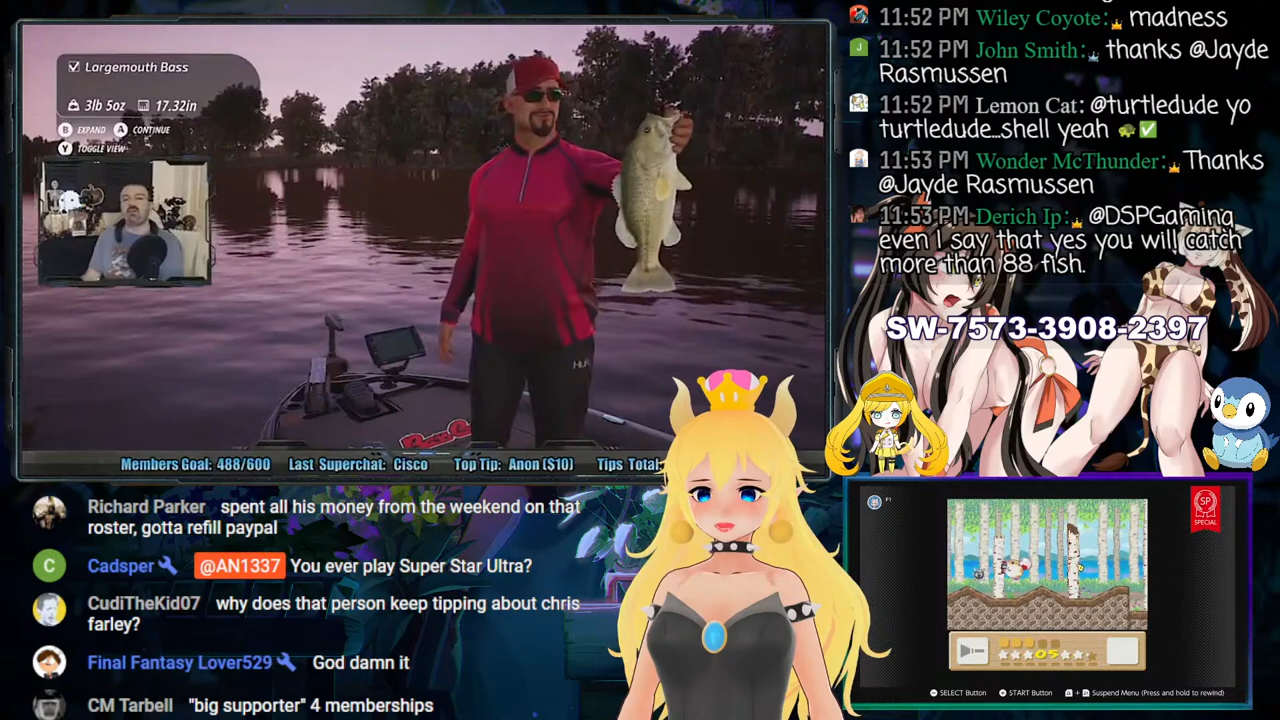 Largemouth Bass
3lb 5oz 17.32in
B EXPAND A CONTINUE
Y TOGGLE VIEW
HUK
Members Goal: 488/600 Last Superchat: Cisco Top Tip: Anon ($10) Tips Total:
11:52 PM Wiley Coyote: madness
11:52 PM John Smith: thanks @Jayde
Rasmussen
11:52 PM Lemon Cat: @turtledude yo
turtledude...shell yeah
11:53 PM Wonder McThunder: Thanks
@Jayde Rasmussen
11:53 PM Derich Ip: @DSPGaming
even I say that yes you will catch
more than 88 fish.
SW-7573-3908-2397
Richard Parker spent all his money from the weekend on that
roster, gotta refill paypal
C Cadsper @AN1337 You ever play Super Star Ultra?
CudiTheKid07 why does that person keep tipping about chris
farley?
Final Fantasy Lover529 God damn it
CM Tarbell "big supporter" 4 memberships
P1
SP
SPECIAL
05
SELECT Button START Button + Suspend Menu (Press and hold to rewind)